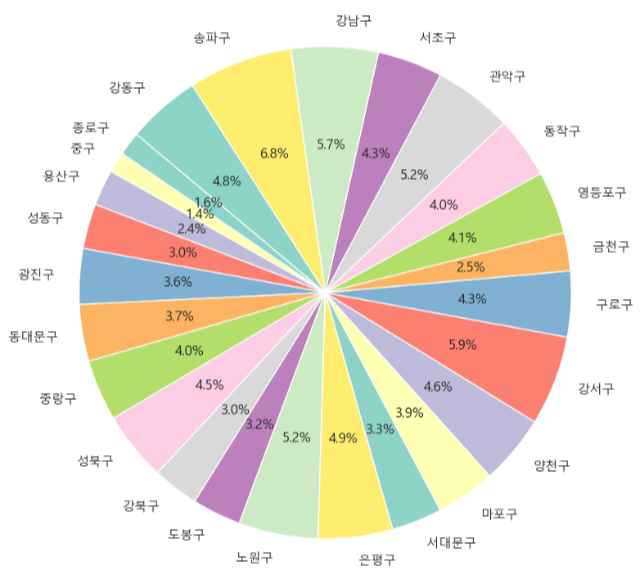 강남구
5.7%
서초구
4.3%
관악구
5.2%
동작구
4.0%
영등포구
4.1%
금천구
2.5%
구로구
4.3%
강서구
5.9%
양천구
4.6%
마포구
3.9%
서대문구
3.3%
은평구
4.9%
노원구
5.2%
도봉구
3.2%
강북구
3.0%
성북구
4.5%
중랑구
4.0%
동대문구
3.7%
광진구
3.6%
성동구
3.0%
용산구
2.4%
중구
1.4%
종로구
1.6%
강동구
4.8%
송파구
6.8%